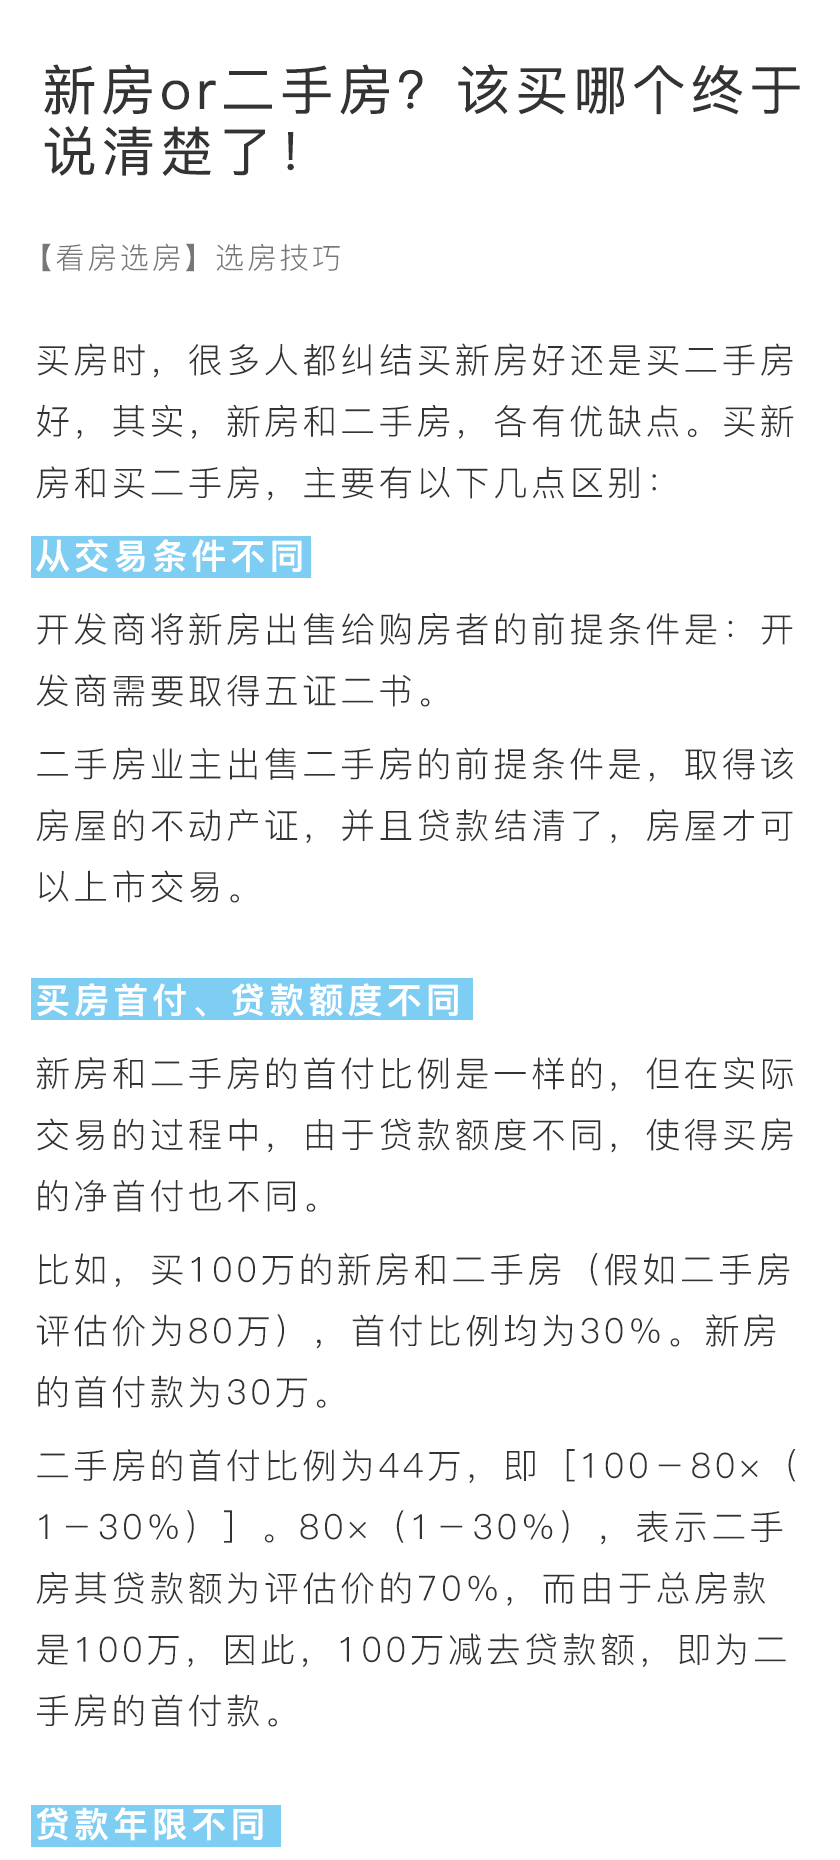 新房or二手房？该买哪个终于
说清楚了！
【看房选房】选房技巧
买房时，很多人都纠结买新房好还是买二手房
好，其实，新房和二手房，各有优缺点。买新
房和买二手房，主要有以下几点区别：
从交易条件不同
开发商将新房出售给购房者的前提条件是：开
发商需要取得五证二书。
二手房业主出售二手房的前提条件是，取得该
房屋的不动产证，并且贷款结清了，房屋才可
以上市交易。
买房首付、贷款额度不同
新房和二手房的首付比例是一样的，但在实际
交易的过程中，由于贷款额度不同，使得买房
的净首付也不同。
比如，买100万的新房和二手房（假如二手房
评估价为80万），首付比例均为30%。新房
的首付款为30万。
二手房的首付比例为44万，即［100－80×（
1－30%）］。80×（1－30%），表示二手
房其贷款额为评估价的70%，而由于总房款
是100万，因此，100万减去贷款额，即为二
手房的首付款。
贷款年限不同